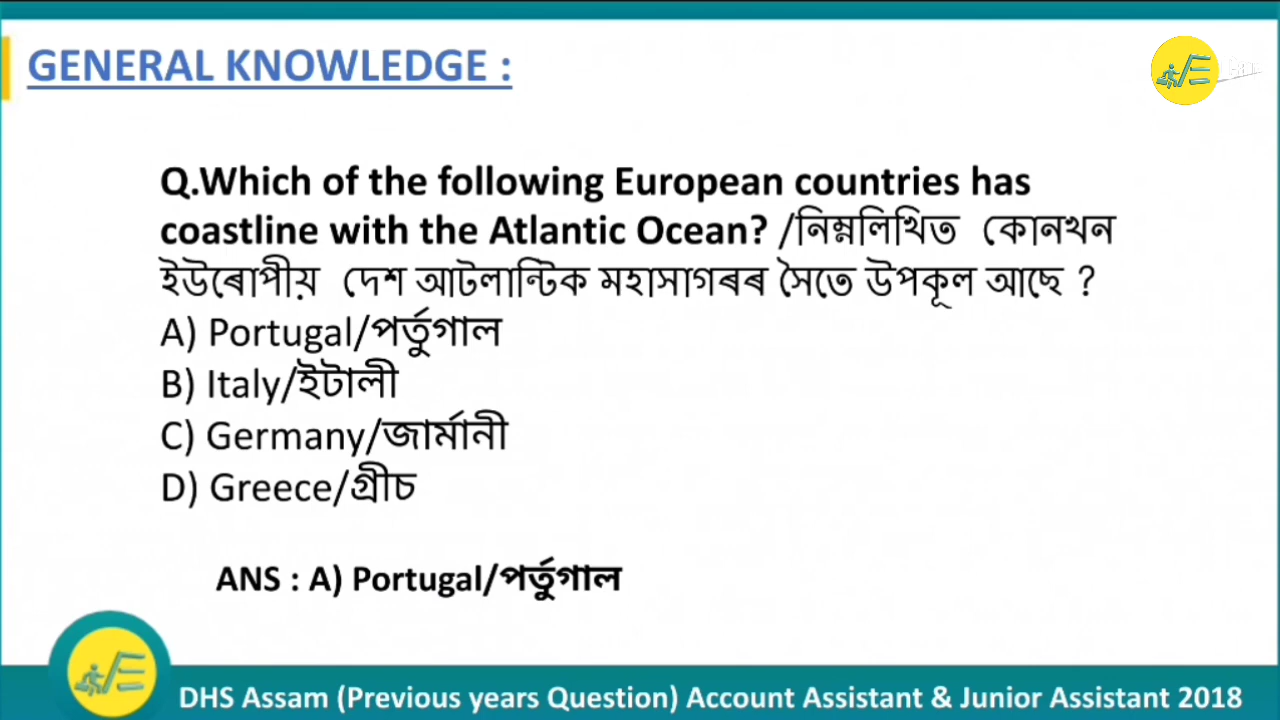 GENERAL KNOWLEDGE :
Q.Which of the following European countries has
coastline with the Atlantic Ocean? /নিম্নলিখিত কোনখন
ইউৰোপীয় দেশ আটলান্টিক মহাসাগৰৰ সৈতে উপকূল আছে ?
A) Portugal/পৰ্তুগাল
B) Italy/ইটালী
C) Germany/জাৰ্মানী
D) Greece/গ্ৰীচ
ANS : A) Portugal/পৰ্তুগাল
DHS Assam (Previous years Question) Account Assistant & Junior Assistant 2018